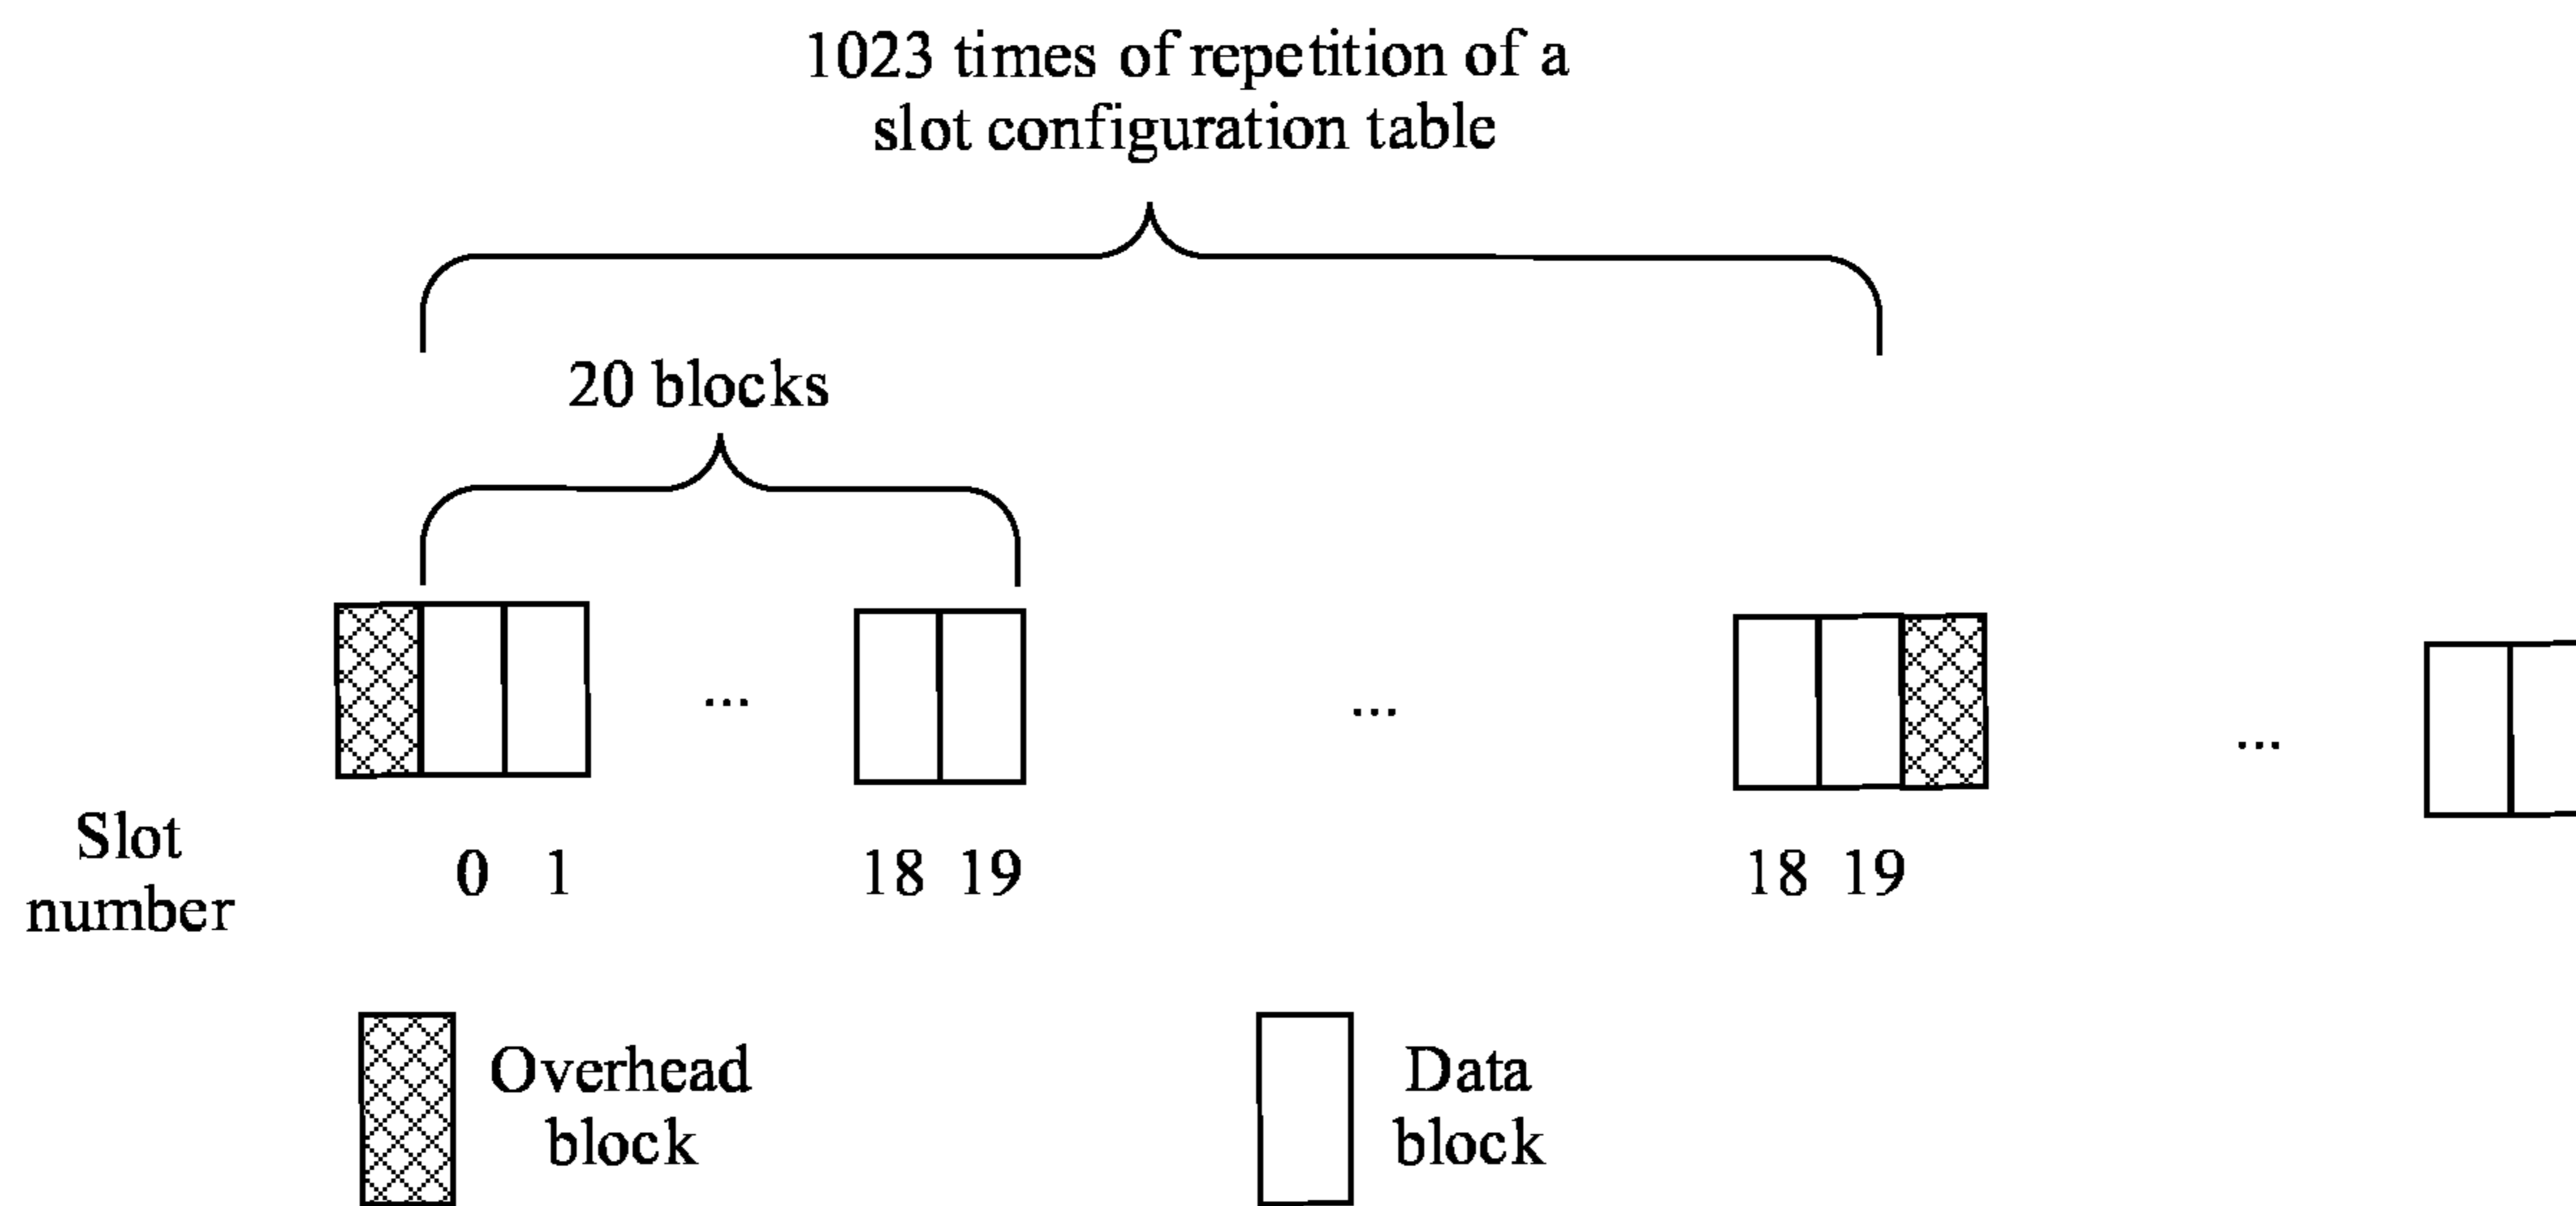 1023 times of repetition of a
slot configuration table
20 blocks
...
...
...
Slot
number
0 1 18 19 18 19
Overhead
block
Data
block